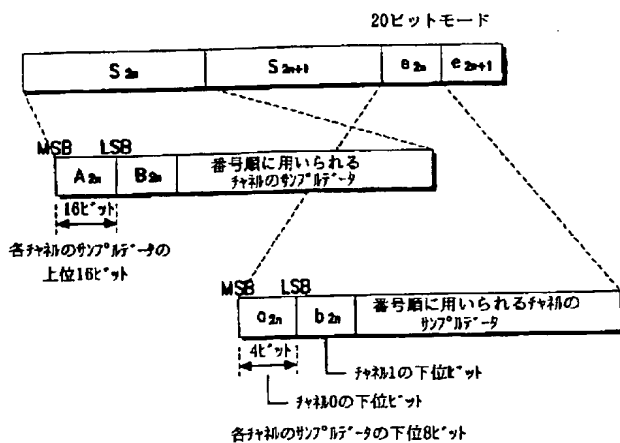 20ビットモード
S2n S2n+1 e2n e2n+1
MSB LSB
A2n B2n 番号順に用いられる
ﾁｬﾈﾙのｻﾝﾌﾟﾙﾃﾞｰﾀ
16ﾋﾞｯﾄ
各ﾁｬﾈﾙのｻﾝﾌﾟﾙﾃﾞｰﾀの
上位16ﾋﾞｯﾄ
MSB LSB
a2n b2n 番号順に用いられるﾁｬﾈﾙの
ｻﾝﾌﾟﾙﾃﾞｰﾀ
4ﾋﾞｯﾄ
ﾁｬﾈﾙ1の下位ﾋﾞｯﾄ
ﾁｬﾈﾙ0の下位ﾋﾞｯﾄ
各ﾁｬﾈﾙのｻﾝﾌﾟﾙﾃﾞｰﾀの下位8ﾋﾞｯﾄ